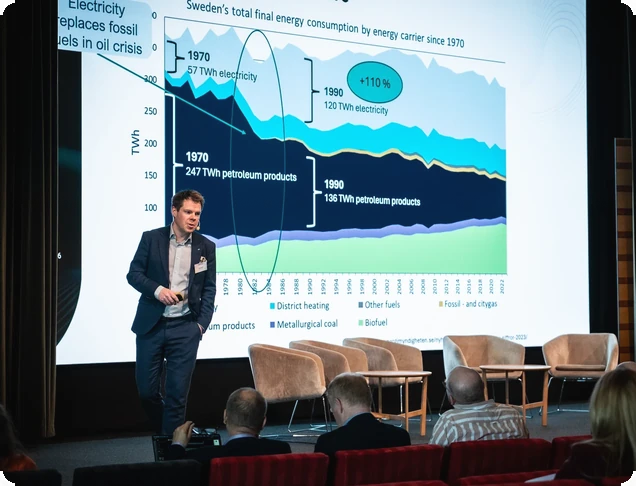 Sweden's total final energy consumption by energy carrier since 1970
Electricity
replaces fossil
fuels in oil crisis
1970
57 TWh electricity
1990
120 TWh electricity
+110 %
300
250
200
150
100
TWh
1970
247 TWh petroleum products
1990
136 TWh petroleum products
1978 1980 1982 1984 1986 1988 1990 1992 1994 1996 1998 2000 2002 2004 2006 2008 2010 2012 2014 2016 2018 2020 2022
District heating
Other fuels
Fossil - and citygas
products
Metallurgical coal
Biofuel